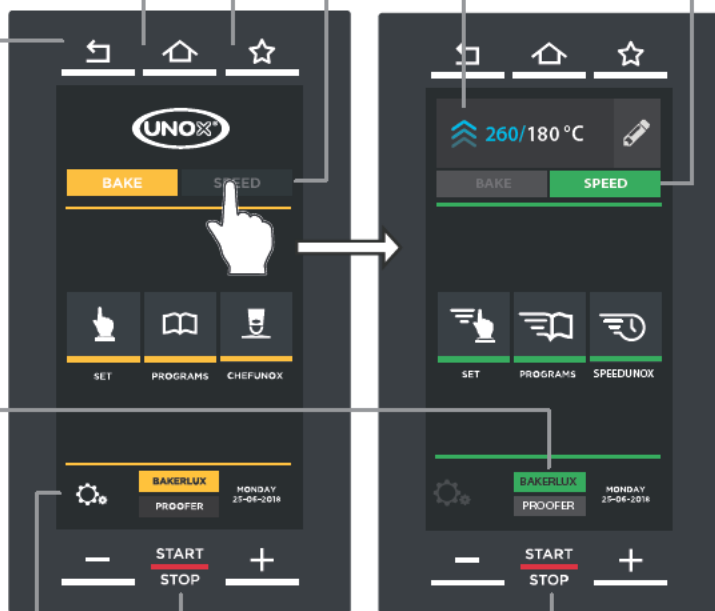 UNOX
BAKE SPEED
SET PROGRAMS CHEFUNOX
BAKERLUX
PROOFER
MONDAY
25-06-2018
START
STOP
260/180 °C
BAKE SPEED
SET PROGRAMS SPEEDUNOX
BAKERLUX
PROOFER
MONDAY
25-06-2018
START
STOP